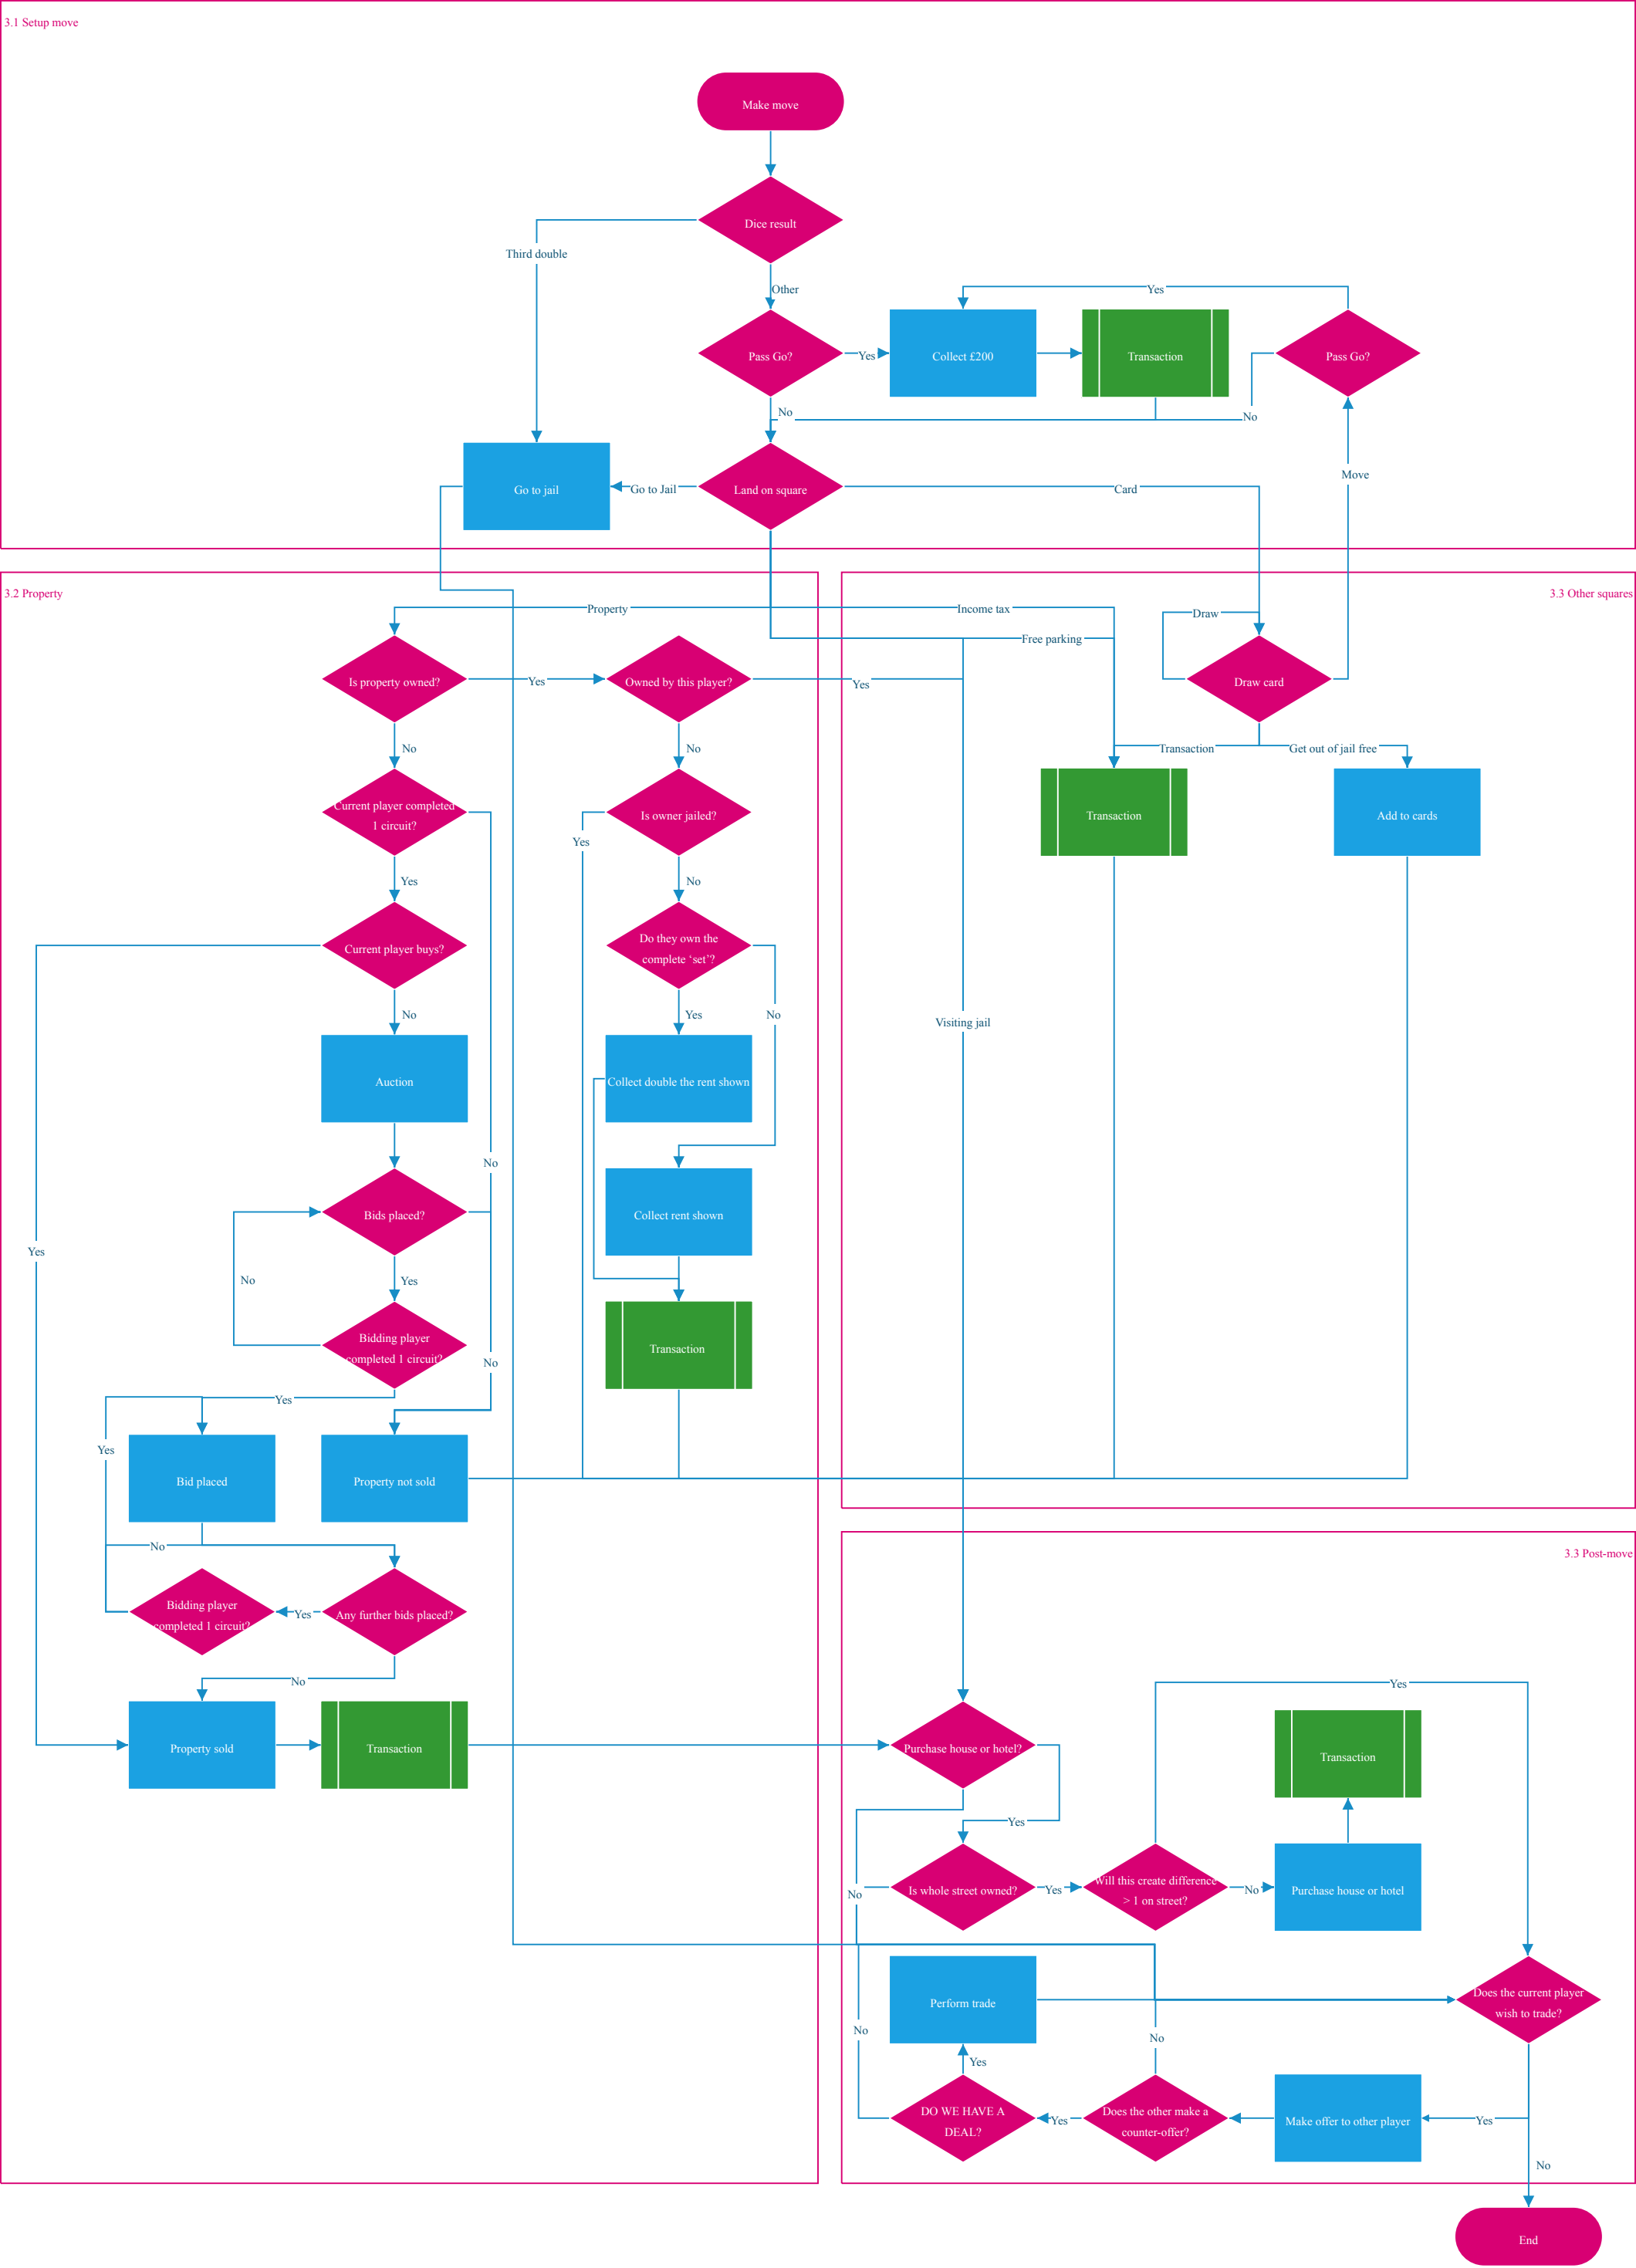 3.1 Setup move
Make move
Dice result
Third double
Other
Yes
Pass Go?
Yes
Collect £200
Transaction
Pass Go?
No
No
Move
Go to jail
Go to Jail
Land on square
Card
3.2 Property
3.3 Other squares
Property
Income tax
Draw
Free parking
Is property owned?
Yes
Owned by this player?
Yes
Draw card
No
No
Transaction
Get out of jail free
Current player completed
1 circuit?
Is owner jailed?
Transaction
Add to cards
Yes
Yes
No
Current player buys?
Do they own the
complete ‘set’?
No
Yes
No
Visiting jail
Auction
Collect double the rent shown
No
Bids placed?
Collect rent shown
Yes
No
Yes
Bidding player
completed 1 circuit?
Transaction
No
Yes
Yes
Bid placed
Property not sold
No
3.3 Post-move
Bidding player
completed 1 circuit?
Yes
Any further bids placed?
No
Yes
Property sold
Transaction
Purchase house or hotel?
Transaction
Yes
No
Is whole street owned?
Yes
Will this create difference
> 1 on street?
No
Purchase house or hotel
Perform trade
Does the current player
wish to trade?
No
No
Yes
DO WE HAVE A
DEAL?
Yes
Does the other make a
counter-offer?
Make offer to other player
Yes
No
End